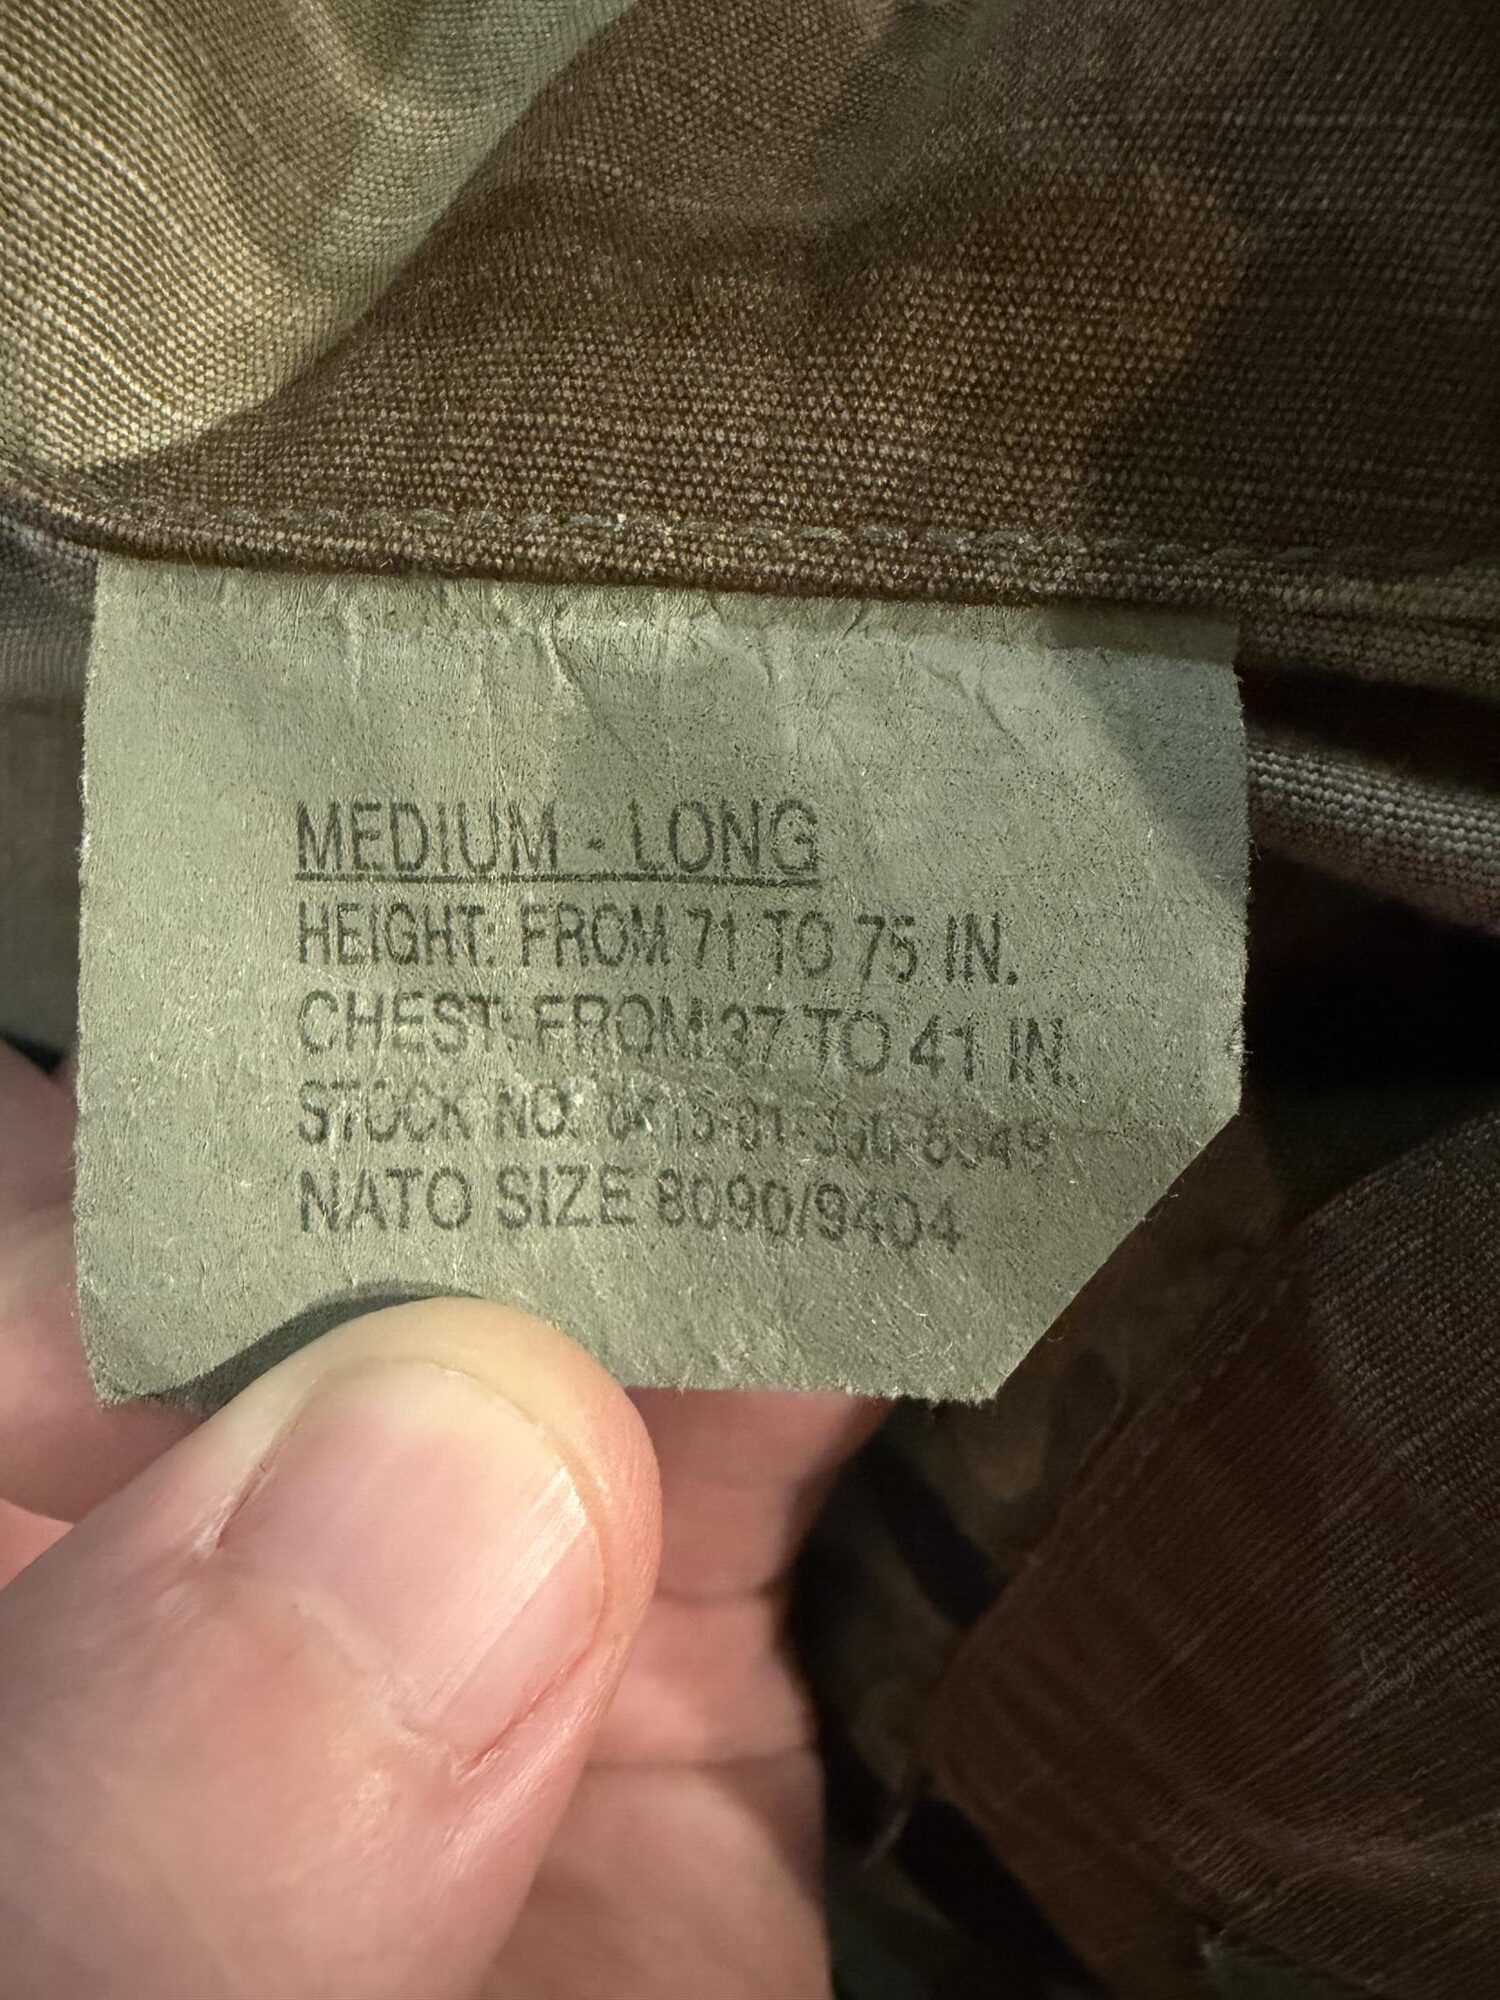 MEDIUM - LONG
HEIGHT: FROM 71 TO 75 IN.
CHEST: FROM 37 TO 41 IN.
STOCK NO.
NATO SIZE 8090/9404